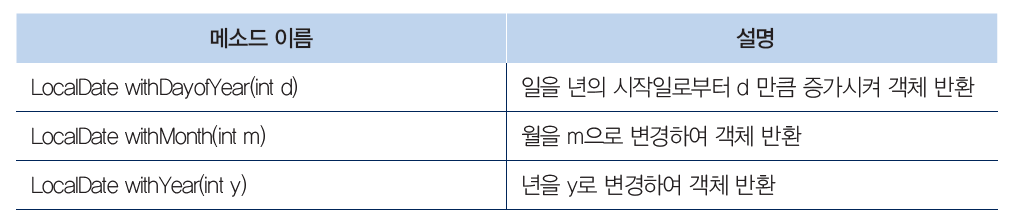 메소드 이름 설명
LocalDate withDayofYear(int d) 일을 년의 시작일로부터 d 만큼 증가시켜 객체 반환
LocalDate withMonth(int m) 월을 m으로 변경하여 객체 반환
LocalDate withYear(int y) 년을 y로 변경하여 객체 반환